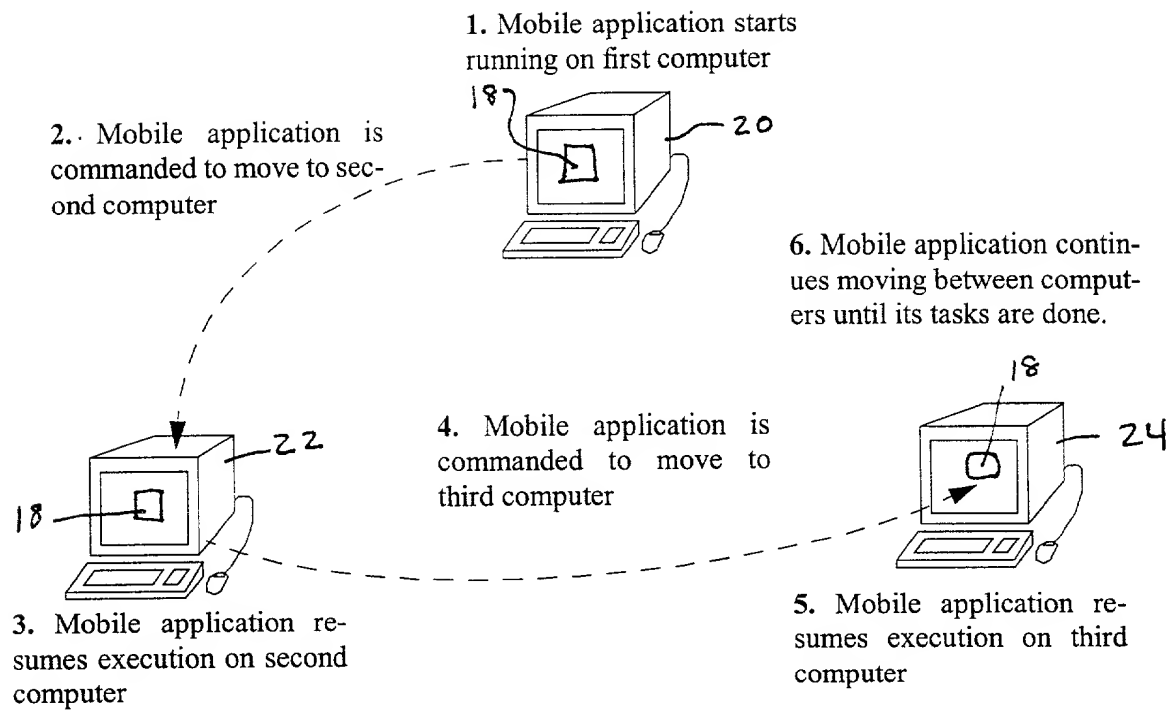 1. Mobile application starts
running on first computer
18
20
2. Mobile application is
commanded to move to sec-
ond computer
6. Mobile application contin-
ues moving between comput-
ers until its tasks are done.
18
22
4. Mobile application is
commanded to move to
third computer
24
18
3. Mobile application re-
sumes execution on second
computer
5. Mobile application re-
sumes execution on third
computer